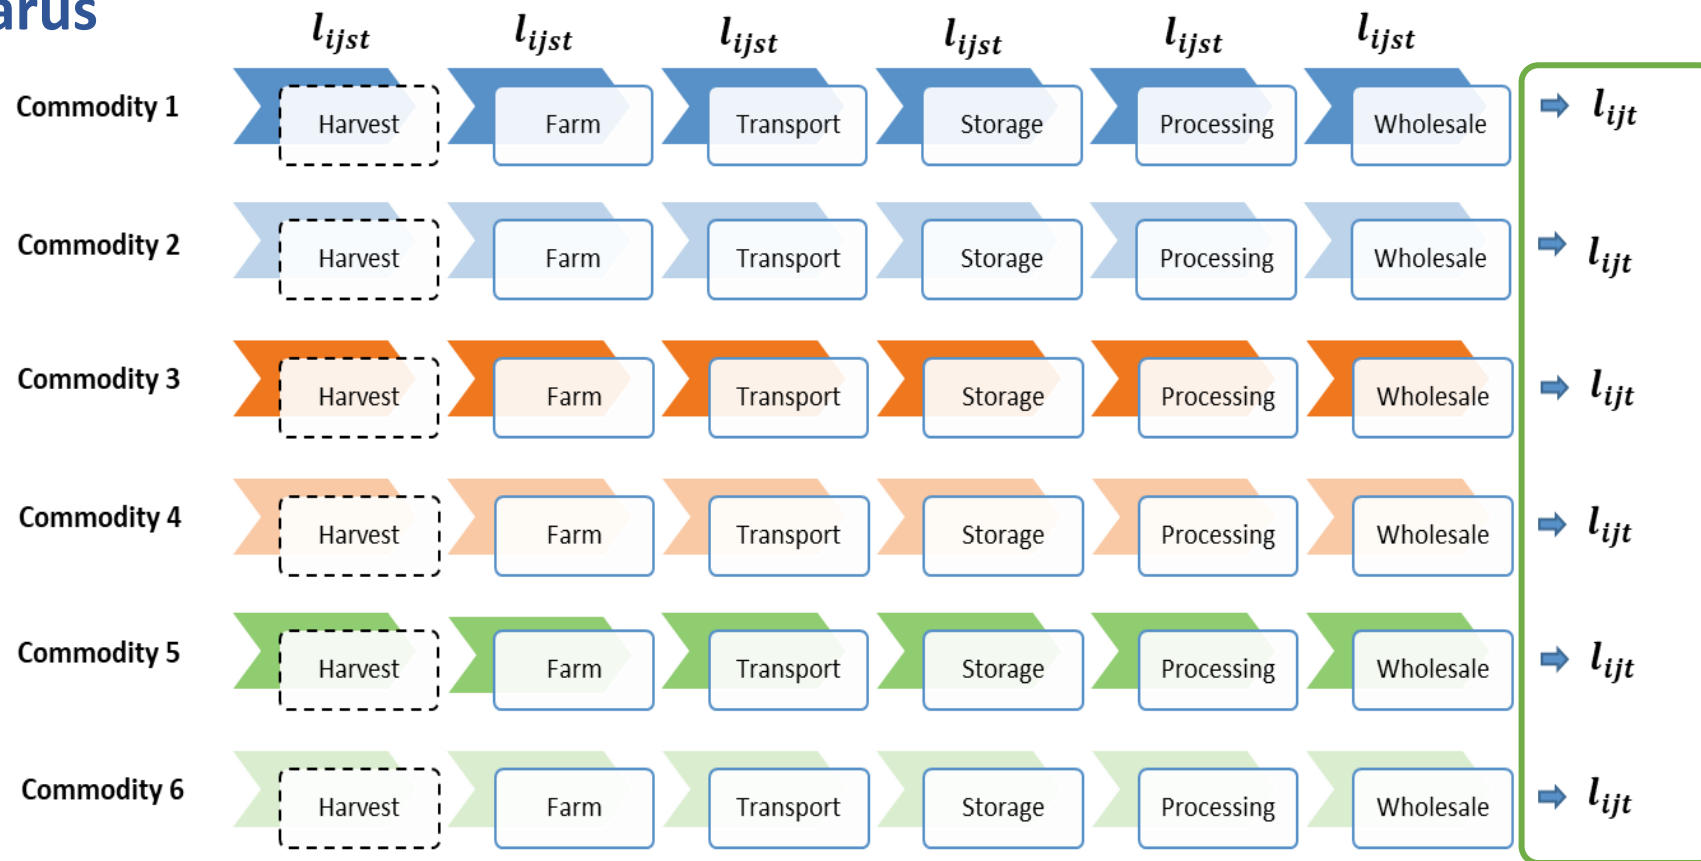 arus
l_ijst l_ijst l_ijst l_ijst l_ijst l_ijst
Commodity 1 Harvest Farm Transport Storage Processing Wholesale l_ijt
Commodity 2 Harvest Farm Transport Storage Processing Wholesale l_ijt
Commodity 3 Harvest Farm Transport Storage Processing Wholesale l_ijt
Commodity 4 Harvest Farm Transport Storage Processing Wholesale l_ijt
Commodity 5 Harvest Farm Transport Storage Processing Wholesale l_ijt
Commodity 6 Harvest Farm Transport Storage Processing Wholesale l_ijt